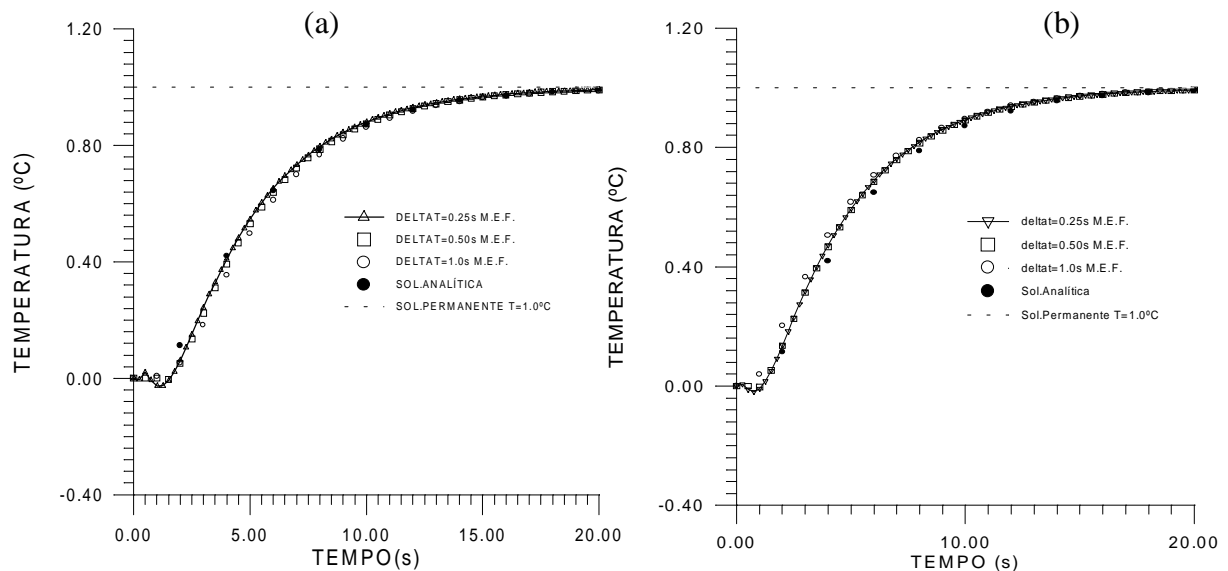 (a)
TEMPERATURA (ºC)
1.20
0.80
0.40
0.00
-0.40
0.00
5.00
10.00
15.00
20.00
TEMPO(s)
DELTAT=0.25s M.E.F.
DELTAT=0.50s M.E.F.
DELTAT=1.0s M.E.F.
SOL.ANALÍTICA
SOL.PERMANENTE T=1.0ºC
(b)
TEMPERATURA (ºC)
1.20
0.80
0.40
0.00
-0.40
0.00
10.00
20.00
TEMPO (s)
deltat=0.25s M.E.F.
deltat=0.50s M.E.F.
deltat=1.0s M.E.F.
Sol.Analítica
Sol.Permanente T=1.0ºC